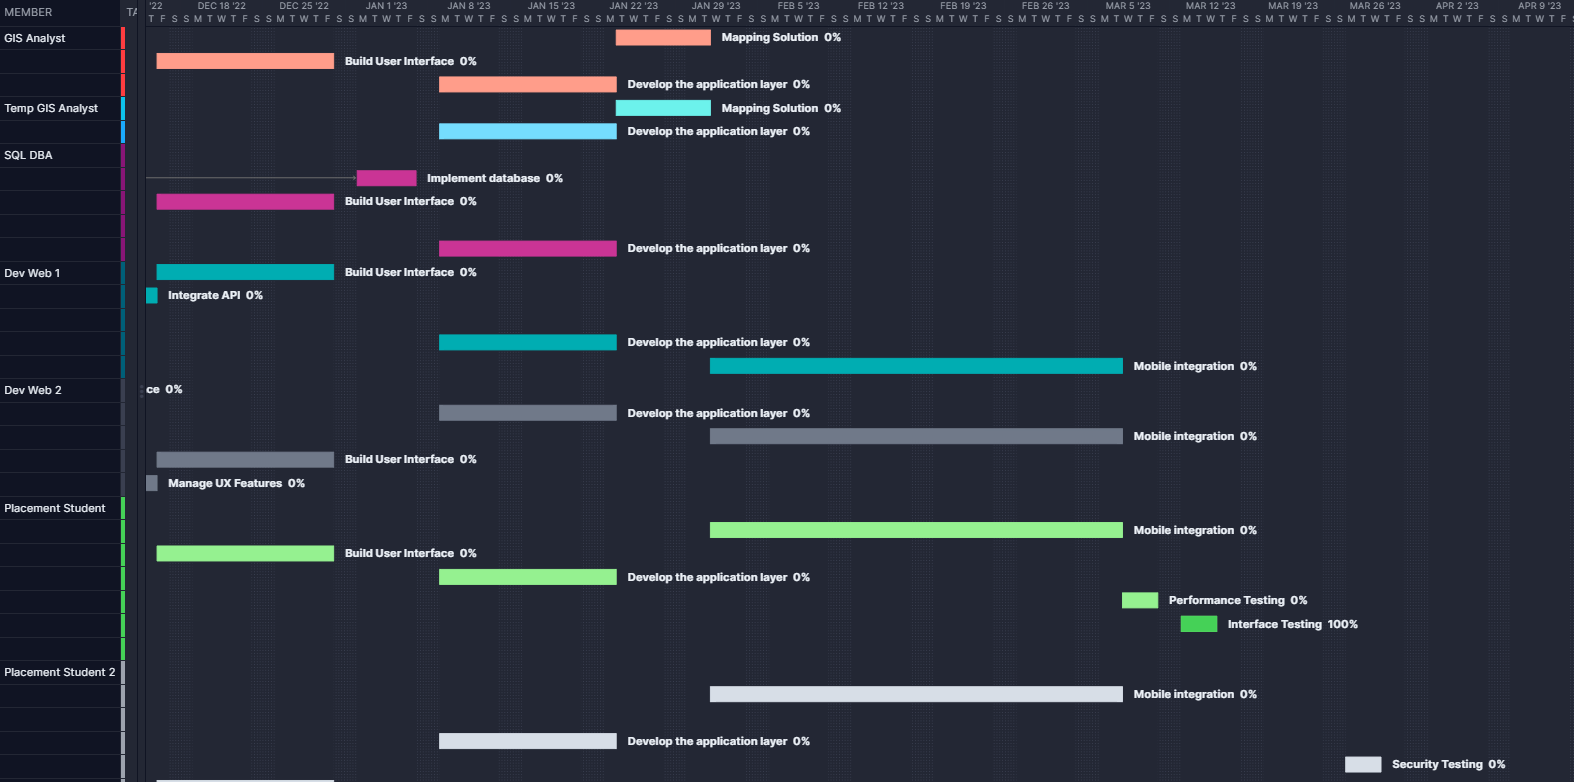 MEMBER TA '22 DEC 18 '22 DEC 25 '22 JAN 1 '23 JAN 8 '23 JAN 15 '23 JAN 22 '23 JAN 29 '23 FEB 5 '23 FEB 12 '23 FEB 19 '23 FEB 26 '23 MAR 5 '23 MAR 12 '23 MAR 19 '23 MAR 26 '23 APR 2 '23 APR 9 '23
T F S S M T W T F S S M T W T F S S M T W T F S S M T W T F S S M T W T F S S M T W T F S S M T W T F S S M T W T F S S M T W T F S S M T W T F S S M T W T F S S M T W T F S S M T W T F S S M T W T F S S M T W T F S S M T W T F S S M T W T F
GIS Analyst Mapping Solution 0%
Build User Interface 0%
Develop the application layer 0%
Temp GIS Analyst Mapping Solution 0%
Develop the application layer 0%
SQL DBA
Implement database 0%
Build User Interface 0%
Develop the application layer 0%
Dev Web 1 Build User Interface 0%
Integrate API 0%
Develop the application layer 0%
Mobile integration 0%
Dev Web 2 ce 0%
Develop the application layer 0%
Mobile integration 0%
Build User Interface 0%
Manage UX Features 0%
Placement Student
Mobile integration 0%
Build User Interface 0%
Develop the application layer 0%
Performance Testing 0%
Interface Testing 100%
Placement Student 2
Mobile integration 0%
Develop the application layer 0%
Security Testing 0%